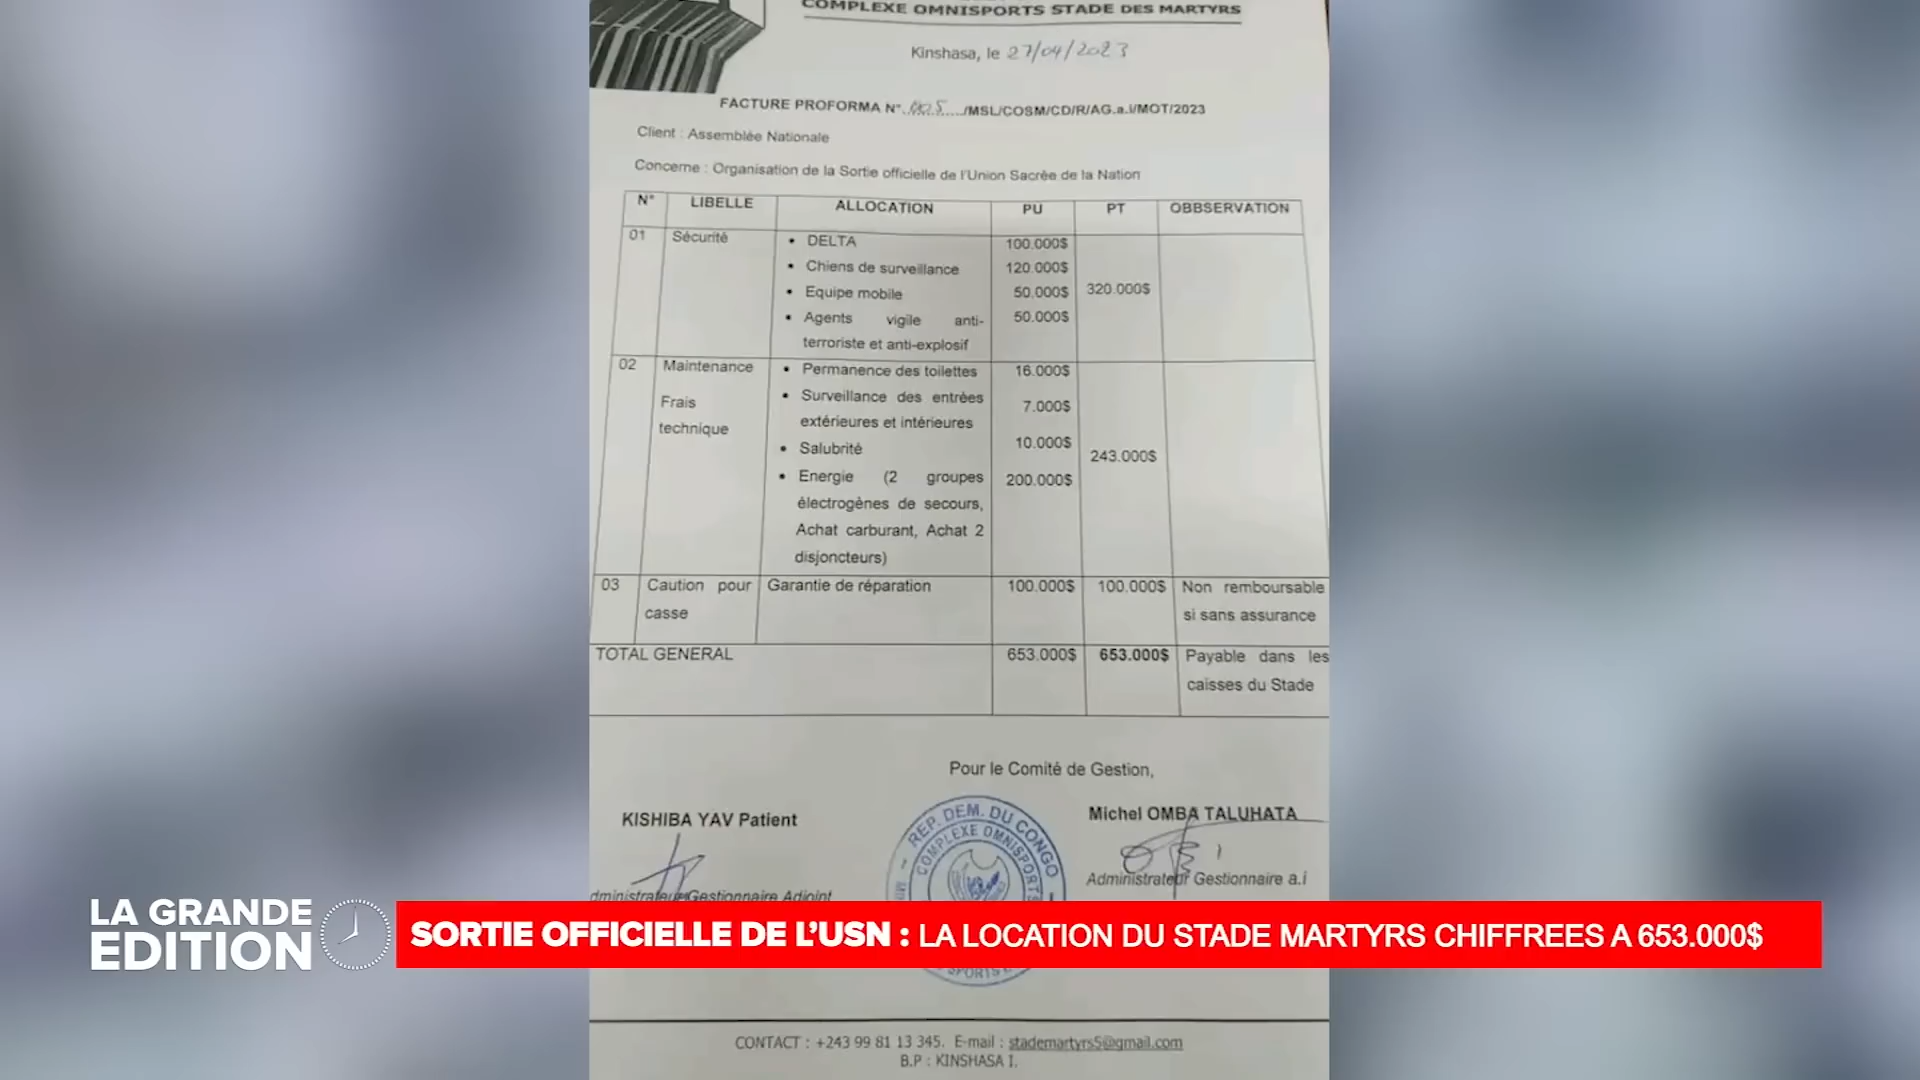 COMPLEXE OMNISPORTS STADE DES MARTYRS
Kinshasa, le 27/04/2023
FACTURE PROFORMA N° /MSL/COSM/CD/R/AG.a.i/MOT/2023
Client : Assemblée Nationale
Concerne : Organisation de la Sortie officielle de l'Union Sacrée de la Nation
N° LIBELLE ALLOCATION PU PT OBBSERVATION
01 Sécurité • DELTA 100.000$
• Chiens de surveillance 120.000$
• Equipe mobile 50.000$ 320.000$
• Agents vigile anti- 50.000$
terroriste et anti-explosif
02 Maintenance • Permanence des toilettes 16.000$
Frais • Surveillance des entrées 7.000$
technique extérieures et intérieures
• Salubrité 10.000$ 243.000$
• Energie (2 groupes 200.000$
électrogènes de secours,
Achat carburant, Achat 2
disjoncteurs)
03 Caution pour Garantie de réparation 100.000$ 100.000$ Non remboursable
casse si sans assurance
TOTAL GENERAL 653.000$ 653.000$ Payable dans les
caisses du Stade
Pour le Comité de Gestion,
KISHIBA YAV Patient Michel OMBA TALUHATA
Administrateur Gestionnaire a.i
dministrateur Gestionnaire Adjoint
REP. DEM. DU CONGO
COMPLEXE OMNISPORTS
LA GRANDE
EDITION
SORTIE OFFICIELLE DE L'USN : LA LOCATION DU STADE MARTYRS CHIFFREES A 653.000$
CONTACT : +243 99 81 13 345. E-mail : stademartyrs5@gmail.com
B.P : KINSHASA I.